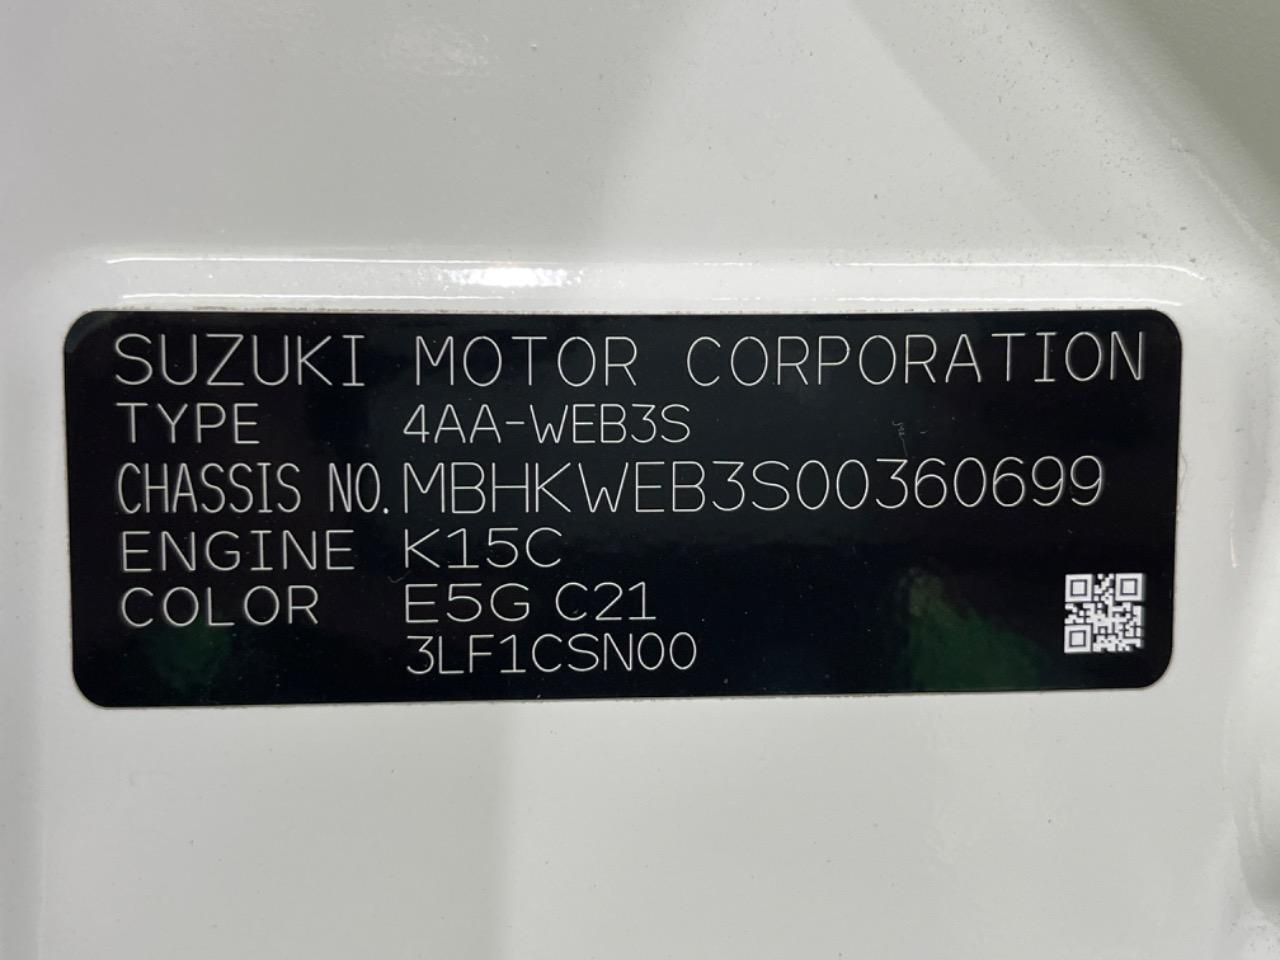 SUZUKI MOTOR CORPORATION
TYPE 4AA-WEB3S
CHASSIS NO. MBHKWEB3S00360699
ENGINE K15C
COLOR E5G C21
3LF1CSN00